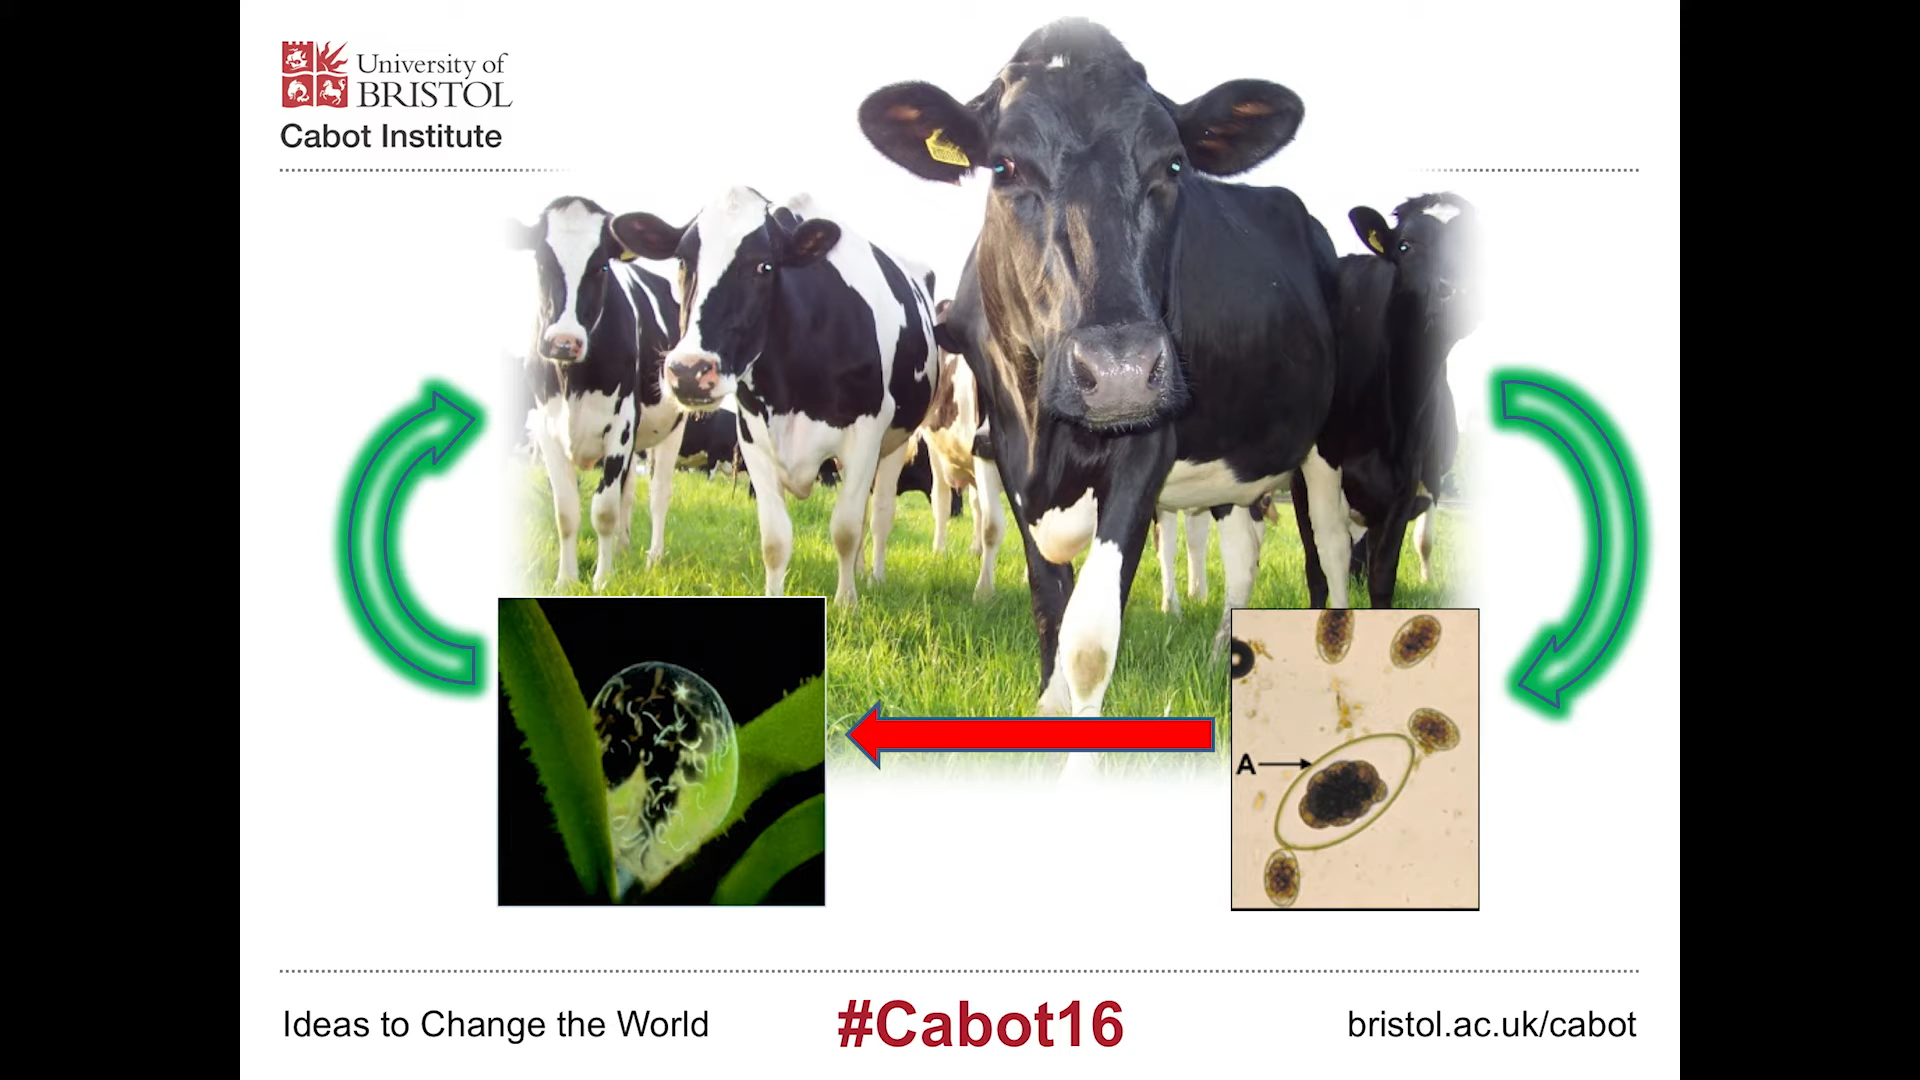 University of
BRISTOL
Cabot Institute
A
Ideas to Change the World
#Cabot16
bristol.ac.uk/cabot